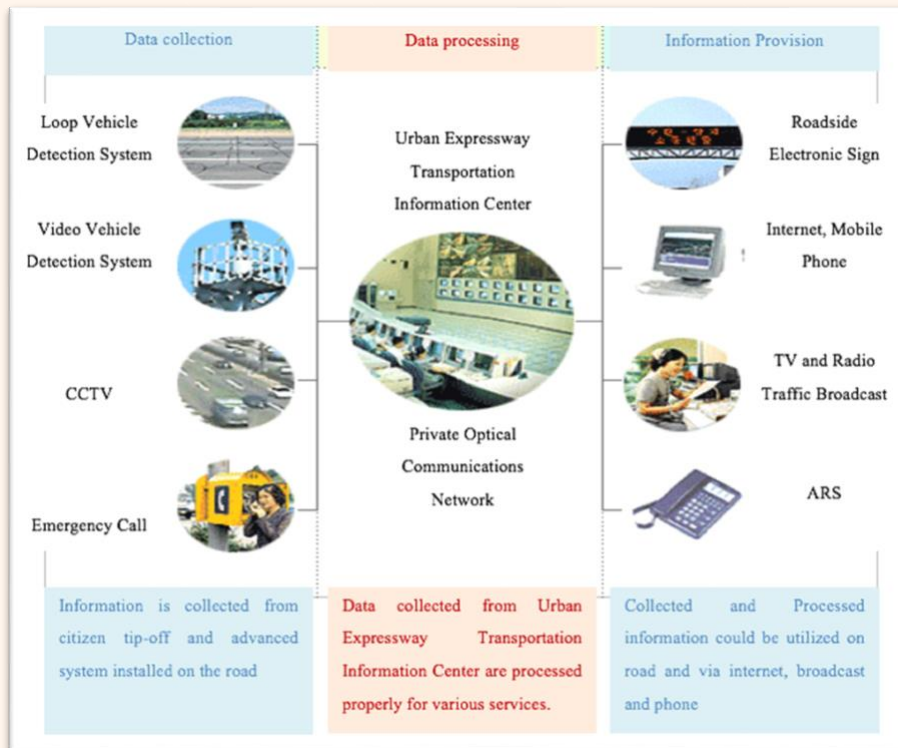 Data collection
Data processing
Information Provision
Loop Vehicle
Detection System
Video Vehicle
Detection System
CCTV
Emergency Call
Urban Expressway
Transportation
Information Center
Private Optical
Communications
Network
Roadside
Electronic Sign
Internet, Mobile
Phone
TV and Radio
Traffic Broadcast
ARS
Information is collected from
citizen tip-off and advanced
system installed on the road
Data collected from Urban
Expressway Transportation
Information Center are processed
properly for various services.
Collected and Processed
information could be utilized on
road and via internet, broadcast
and phone